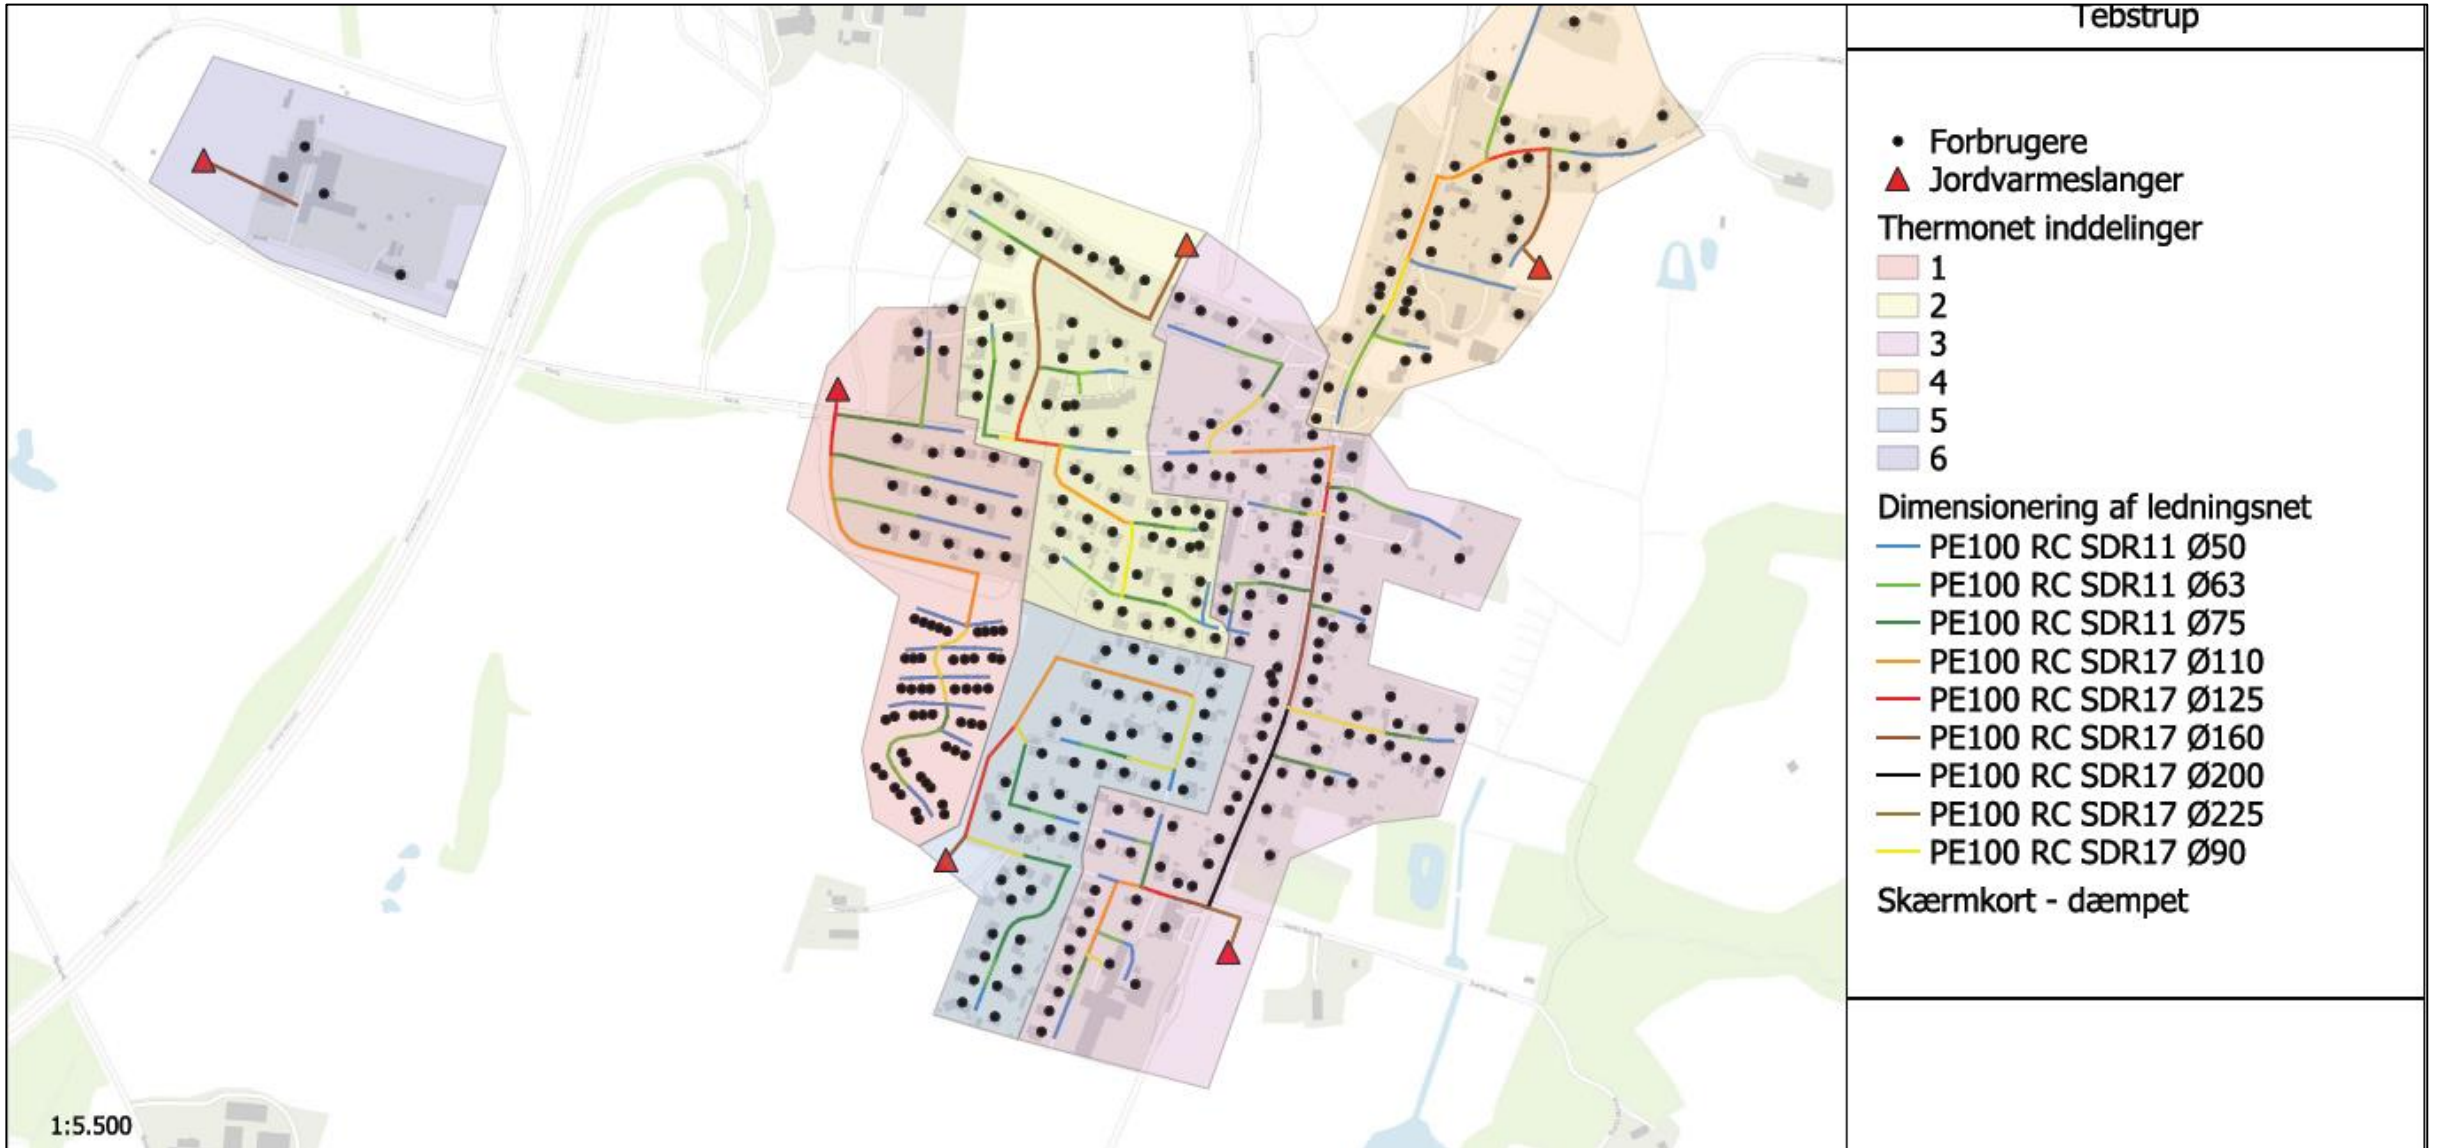 Tebstrup
Forbrugere
Jordvarmeslanger
Thermonet inddelinger
1
2
3
4
5
6
Dimensionering af ledningsnet
PE100 RC SDR11 Ø50
PE100 RC SDR11 Ø63
PE100 RC SDR11 Ø75
PE100 RC SDR17 Ø110
PE100 RC SDR17 Ø125
PE100 RC SDR17 Ø160
PE100 RC SDR17 Ø200
PE100 RC SDR17 Ø225
PE100 RC SDR17 Ø90
Skærmkort - dæmpet
1:5.500